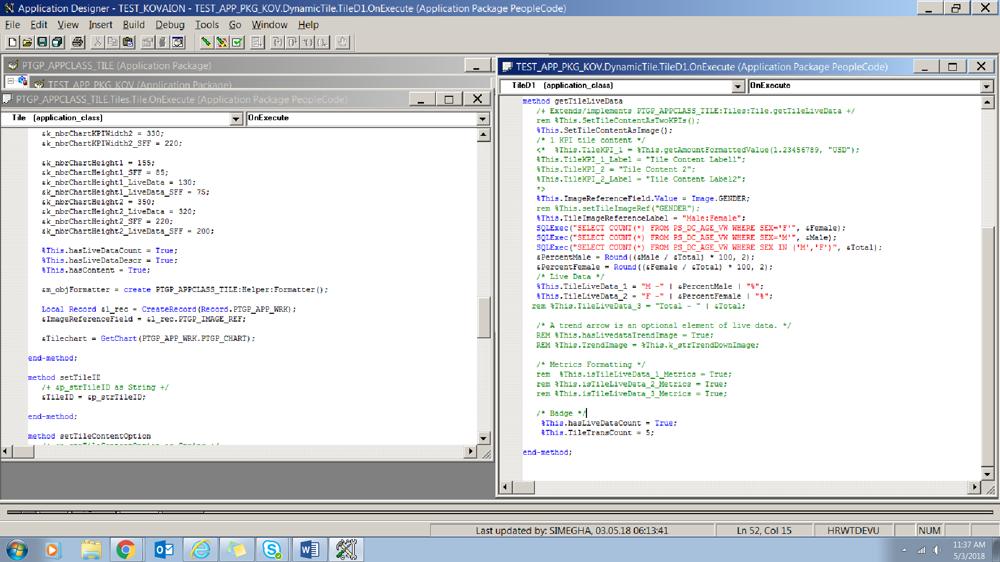 Application Designer - TEST_KOVAION - TEST_APP_PKG_KOV.DynamicTile.TileD1.OnExecute (Application Package PeopleCode)
File Edit View Insert Build Debug Tools Go Window Help
PTGP_APPCLASS_TILE (Application Package)
TEST_APP_PKG_KOV (Application Package)
PTGP_APPCLASS_TILE.Tiles.Tile.OnExecute (Application Package PeopleCode)
Tile (application_class) OnExecute
&k_nbrChartKPIWidth2 = 330;
&k_nbrChartKPIWidth2_SFF = 220;
&k_nbrChartHeight1 = 155;
&k_nbrChartHeight1_SFF = 85;
&k_nbrChartHeight1_LiveData = 130;
&k_nbrChartHeight1_LiveData_SFF = 75;
&k_nbrChartHeight2 = 350;
&k_nbrChartHeight2_LiveData = 320;
&k_nbrChartHeight2_SFF = 220;
&k_nbrChartHeight2_LiveData_SFF = 200;
%This.hasLiveDataCount = True;
%This.hasLiveDataDescr = True;
%This.hasContent = True;
&m_objFormatter = create PTGP_APPCLASS_TILE:Helper:Formatter();
Local Record &l_rec = CreateRecord(Record.PTGP_APP_WRK);
&ImageReferenceField = &l_rec.PTGP_IMAGE_REF;
&Tilechart = GetChart(PTGP_APP_WRK.PTGP_CHART);
end-method;
method setTileID
/+ &p_strTileID as String +/
&TileID = &p_strTileID;
end-method;
method setTileContentOption
/+ &p_strTileContentOption as String +/
TEST_APP_PKG_KOV.DynamicTile.TileD1.OnExecute (Application Package PeopleCode)
TileD1 (application_class) OnExecute
method getTileLiveData
/+ Extends/implements PTGP_APPCLASS_TILE:Tiles:Tile.getTileLiveData +/
rem %This.SetTileContentAsTwoKPIs();
%This.SetTileContentAsImage();
/* 1 KPI tile content */
<* %This.TileKPI_1 = %This.getAmountFormattedValue(1.23456789, "USD");
%This.TileKPI_1_Label = "Tile Content Label1";
%This.TileKPI_2 = "Tile Content 2";
%This.TileKPI_2_Label = "Tile Content Label2";
*>
%This.ImageReferenceField.Value = Image.GENDER;
rem %This.setTileImageRef("GENDER");
%This.TileImageReferenceLabel = "Male:Female";
SQLExec("SELECT COUNT(*) FROM PS_DC_AGE_VW WHERE SEX='F'", &Female);
SQLExec("SELECT COUNT(*) FROM PS_DC_AGE_VW WHERE SEX='M'", &Male);
SQLExec("SELECT COUNT(*) FROM PS_DC_AGE_VW WHERE SEX IN ('M','F')", &Total);
&PercentMale = Round((&Male / &Total) * 100, 2);
&PercentFemale = Round((&Female / &Total) * 100, 2);
/* Live Data */
%This.TileLiveData_1 = "M -" | &PercentMale | "%";
%This.TileLiveData_2 = "F -" | &PercentFemale | "%";
rem %This.TileLiveData_3 = "Total - " | &Total;
/* A trend arrow is an optional element of live data. */
REM %This.hasLivedataTrendImage = True;
REM %This.TrendImage = %This.k_strTrendDownImage;
/* Metrics Formatting */
rem %This.isTileLiveData_1_Metrics = True;
rem %This.isTileLiveData_2_Metrics = True;
rem %This.isTileLiveData_3_Metrics = True;
/* Badge */
%This.hasLiveDataCount = True;
%This.TileTransCount = 5;
end-method;
Last updated by: SIMEGHA, 03.05.18 06:13:41 Ln 52, Col 15 HRWTDEVU NUM
11:37 AM
5/3/2018